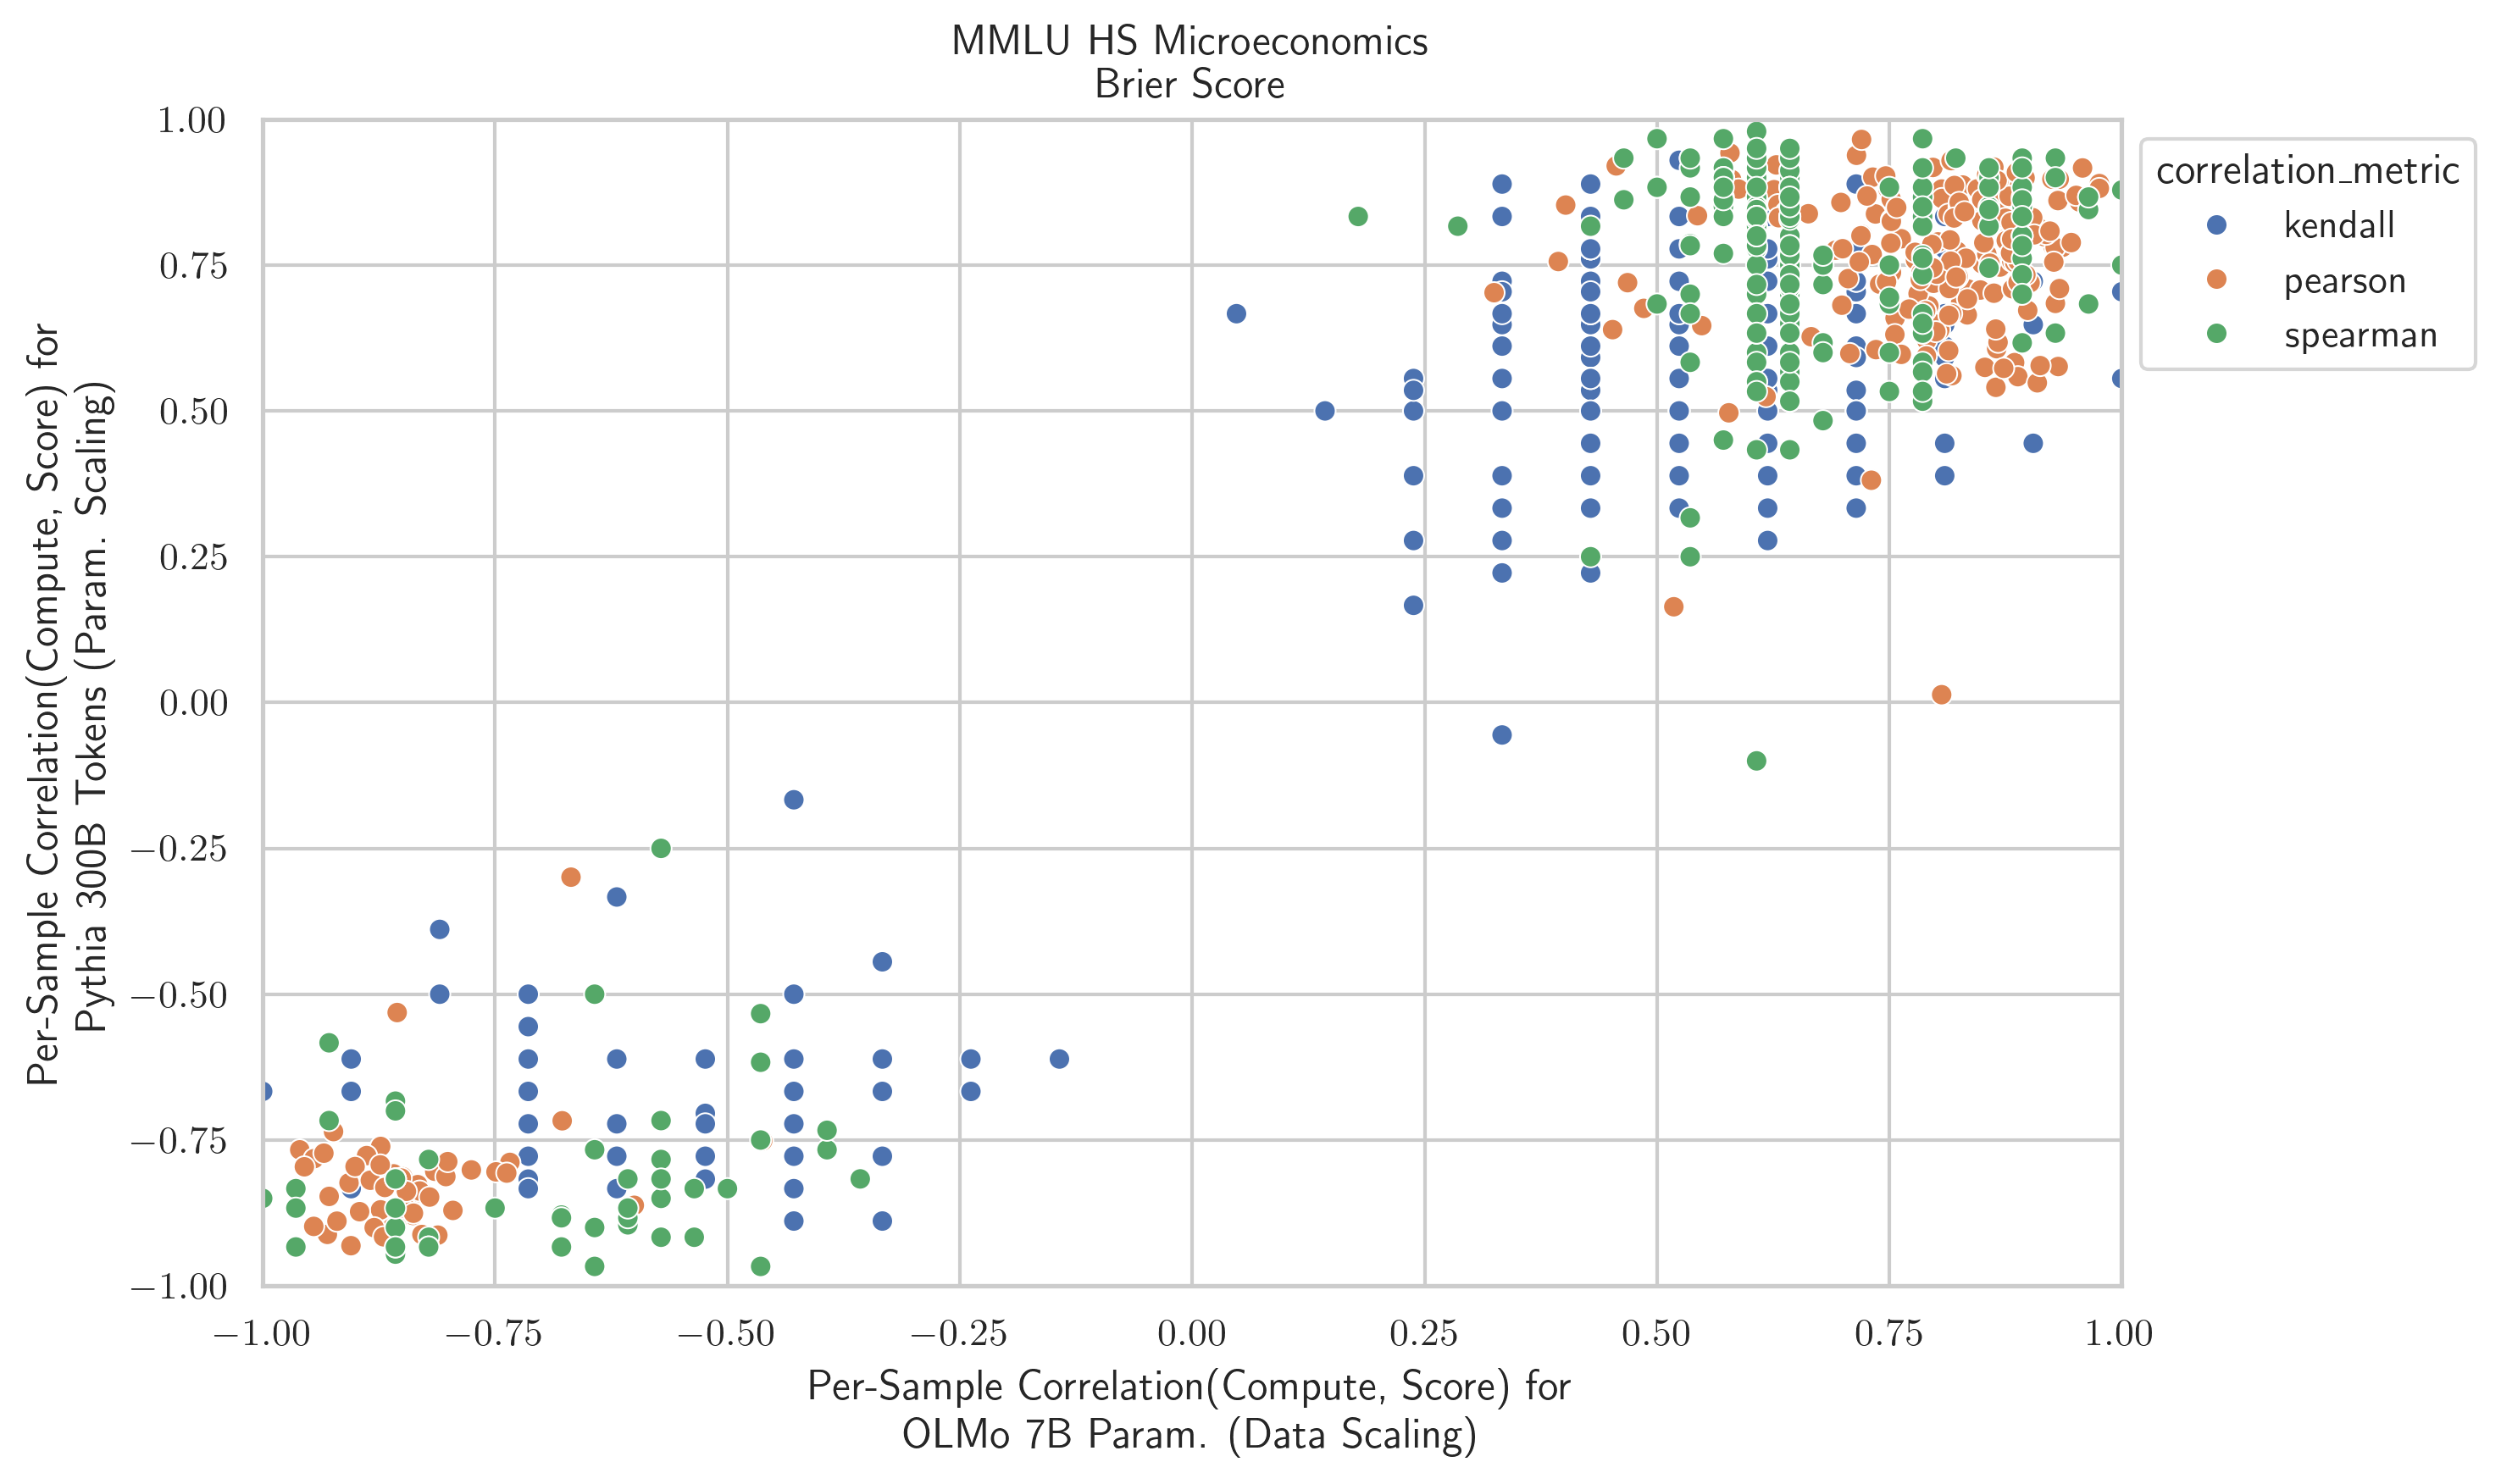 MMLU HS Microeconomics
Brier Score
Per-Sample Correlation(Compute, Score) for
Pythia 300B Tokens (Param. Scaling)
1.00
0.75
0.50
0.25
0.00
−0.25
−0.50
−0.75
−1.00
−1.00 −0.75 −0.50 −0.25 0.00 0.25 0.50 0.75 1.00
Per-Sample Correlation(Compute, Score) for
OLMo 7B Param. (Data Scaling)
correlation_metric
kendall
pearson
spearman